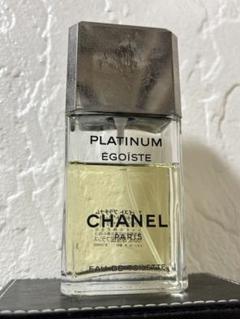 PLATINUM
ÉGOÏSTE
CHANEL
PARIS
EAU DE TOILETTE